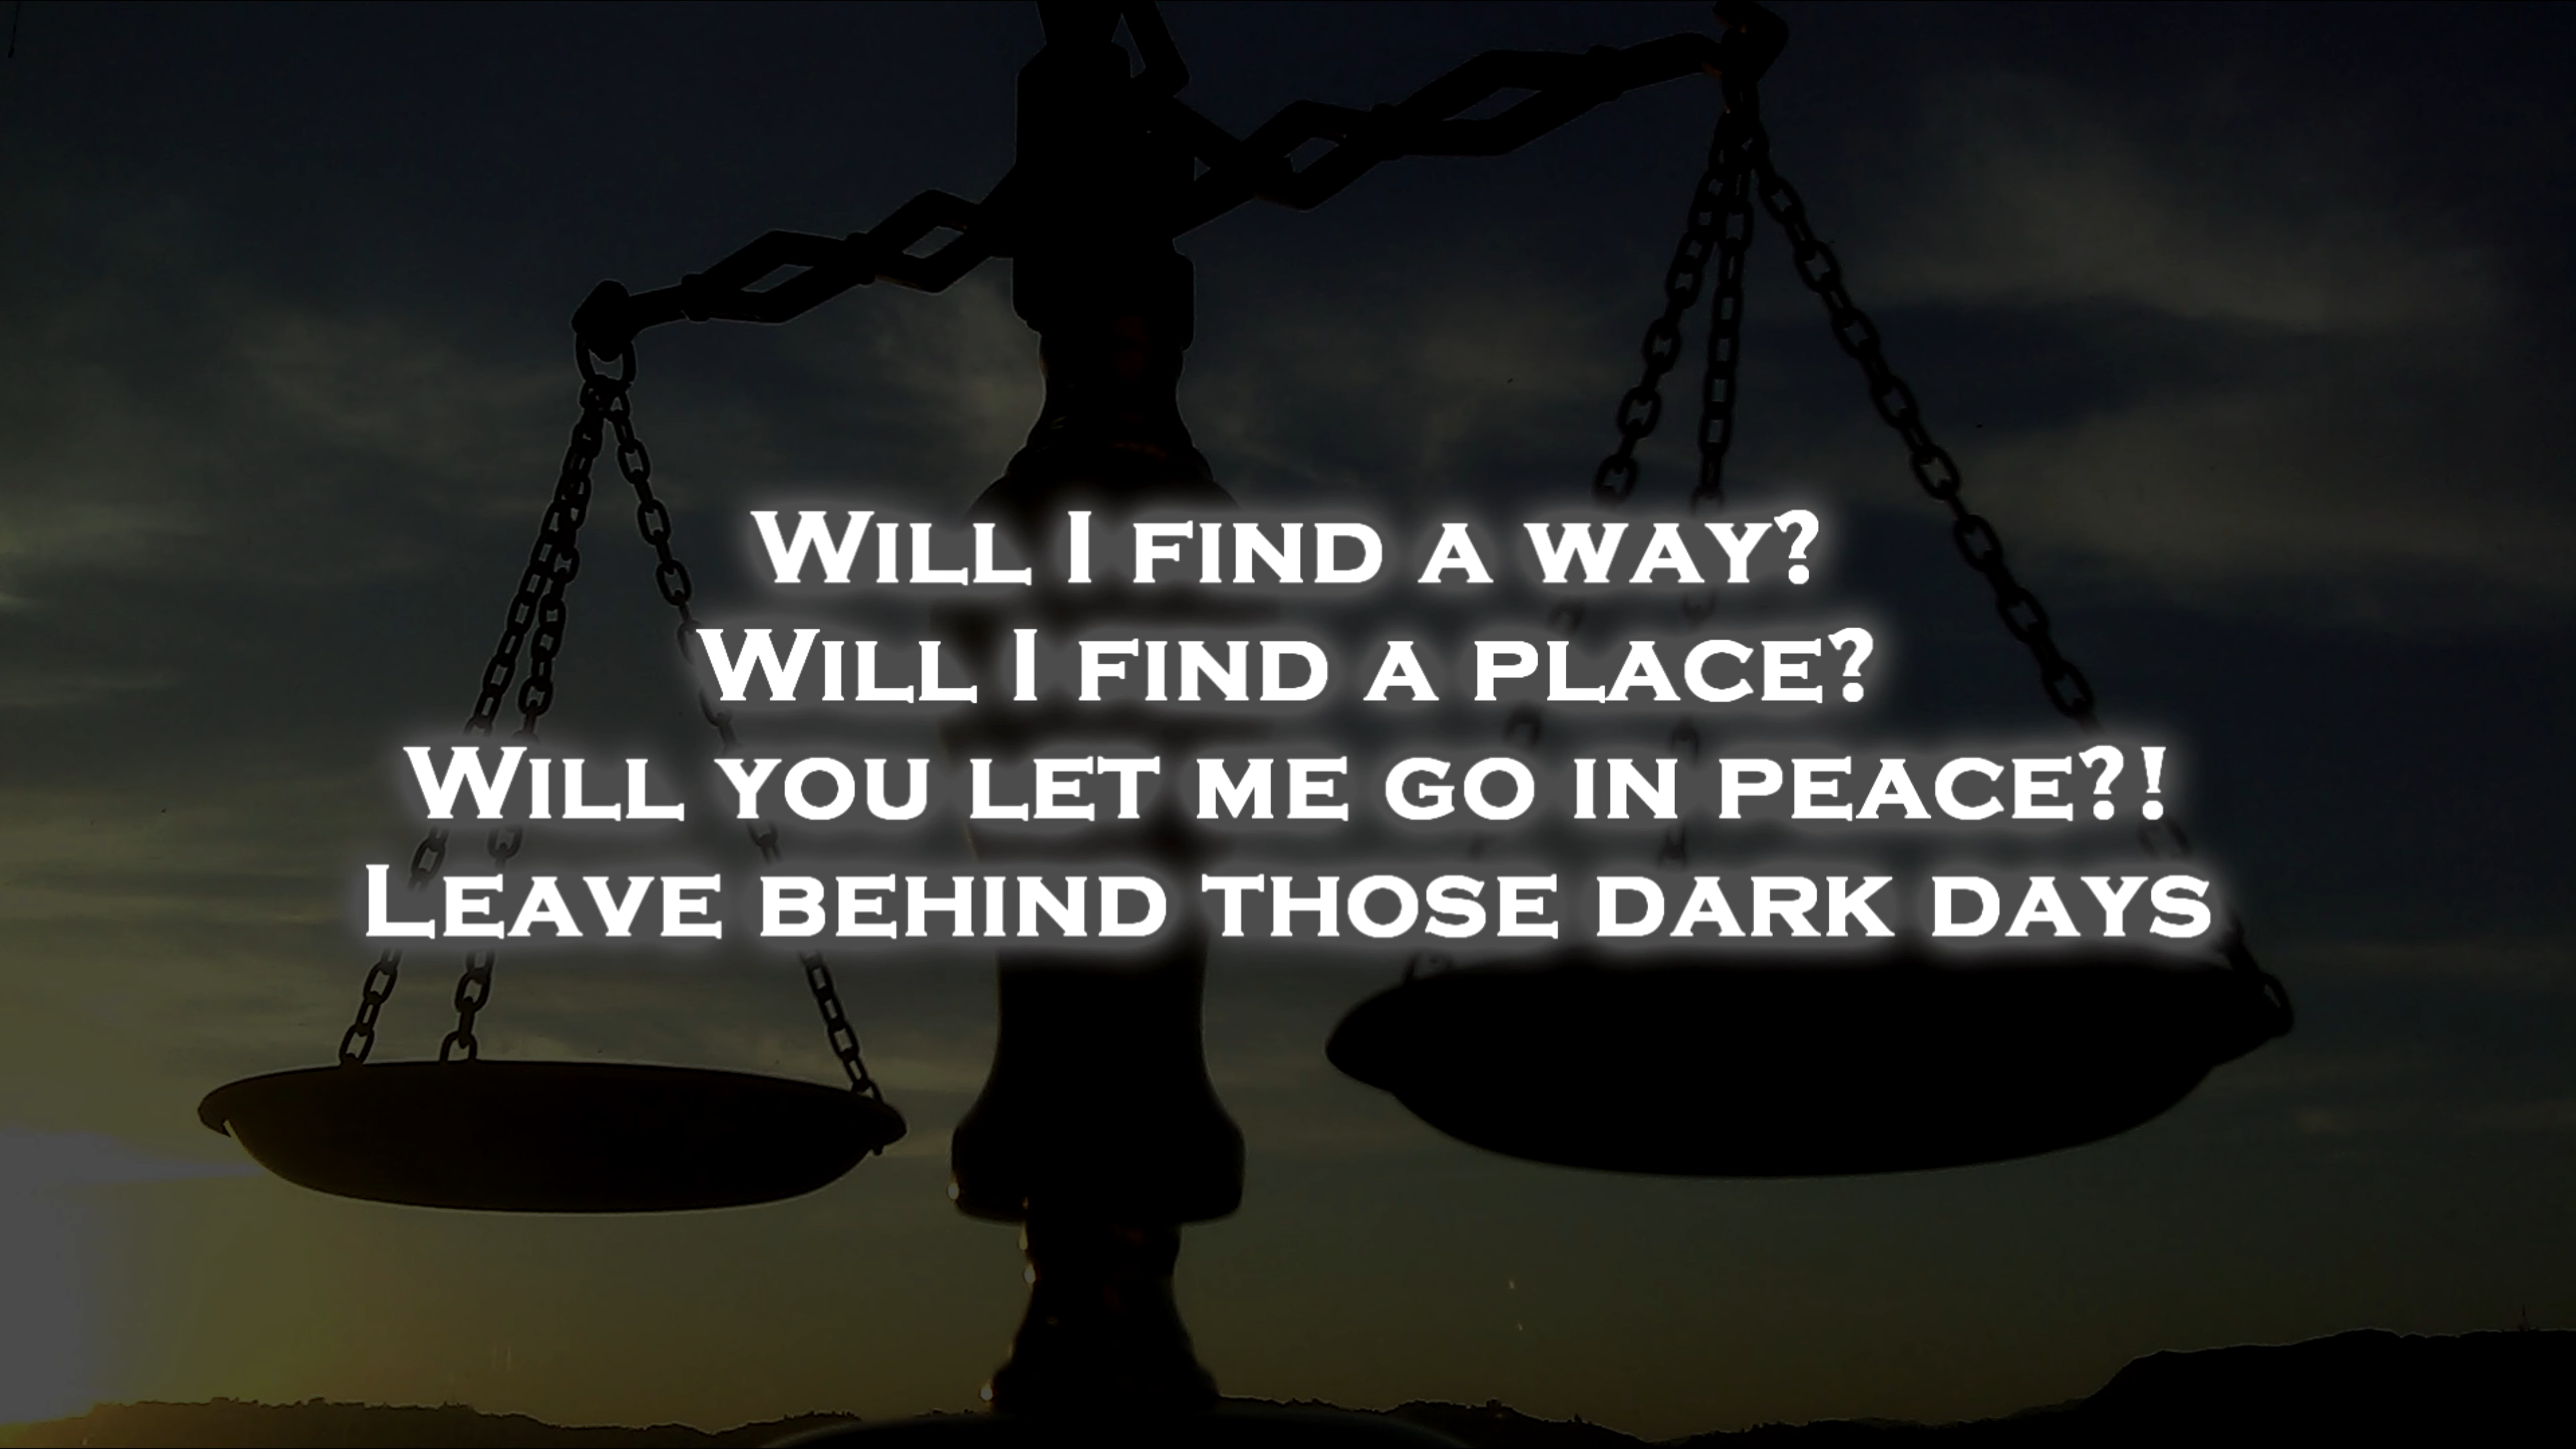 Will I find a way?
Will I find a place?
Will you let me go in peace?!
Leave behind those dark days